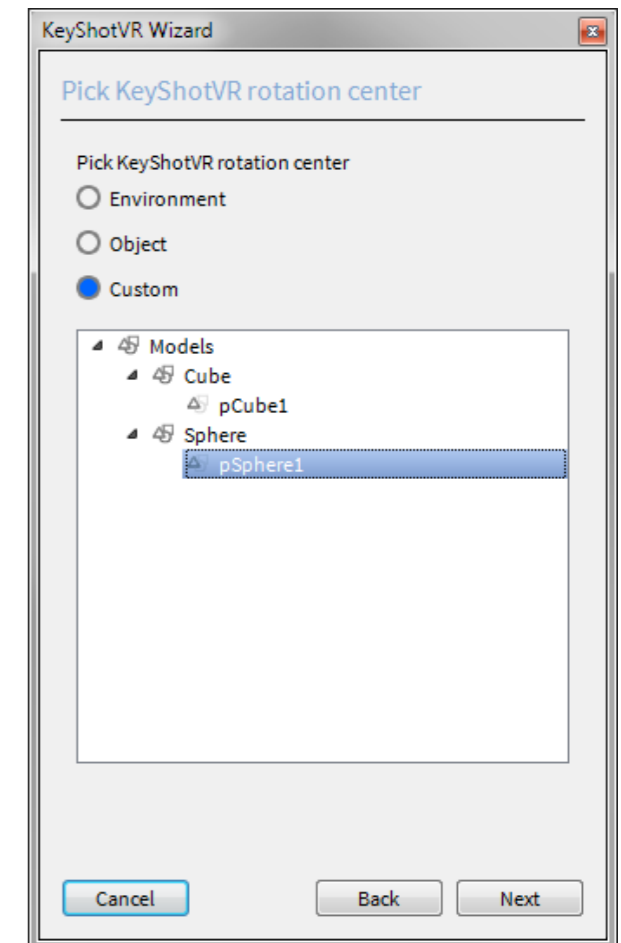 KeyShotVR Wizard
Pick KeyShotVR rotation center
Pick KeyShotVR rotation center
Environment
Object
Custom
Models
Cube
pCube1
Sphere
pSphere1
Cancel Back Next